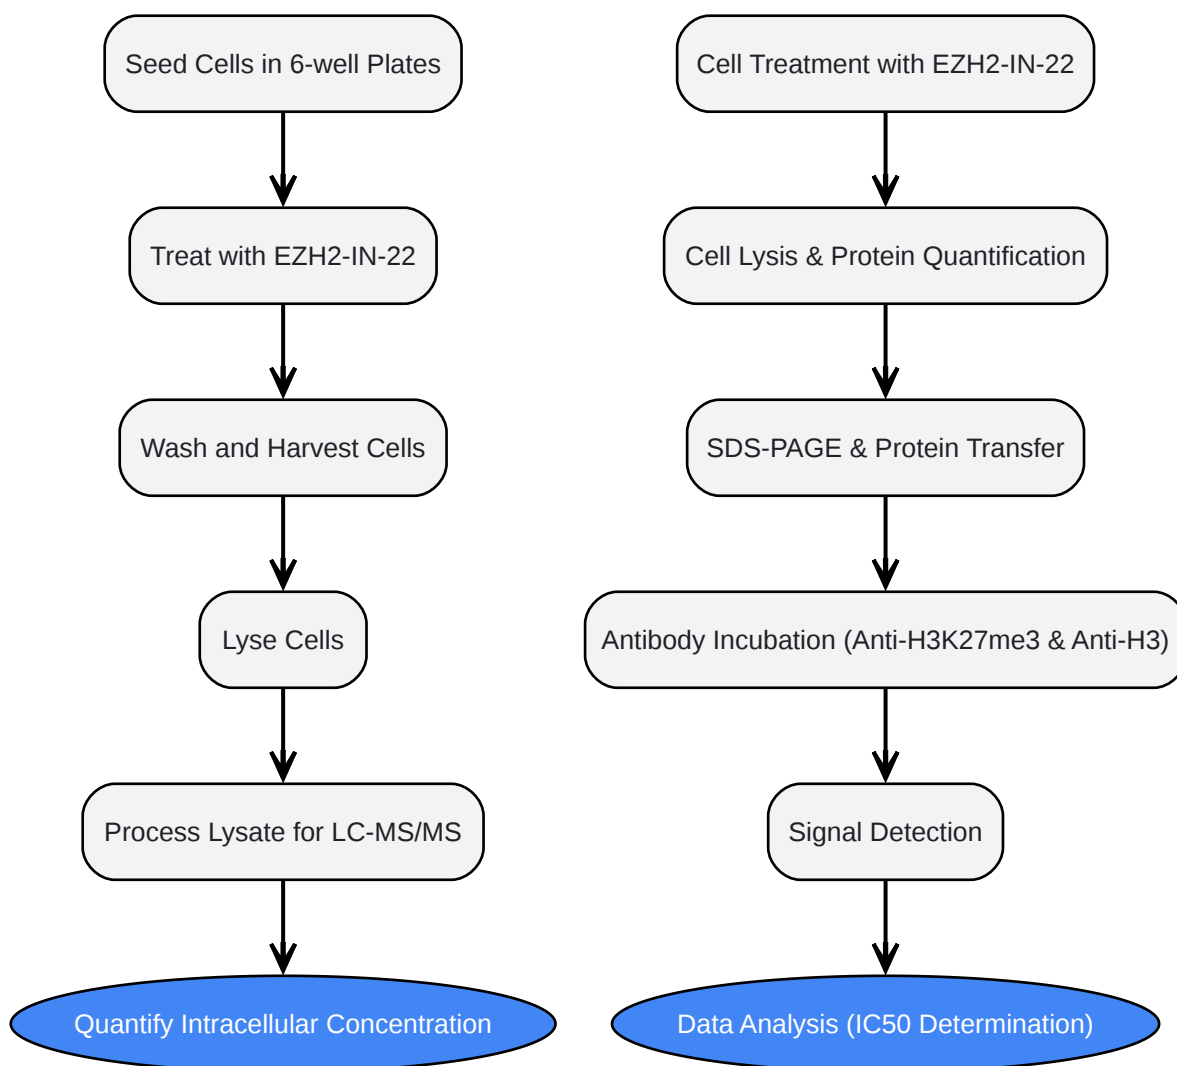 Seed Cells in 6-well Plates
Treat with EZH2-IN-22
Wash and Harvest Cells
Lyse Cells
Process Lysate for LC-MS/MS
Quantify Intracellular Concentration
Cell Treatment with EZH2-IN-22
Cell Lysis & Protein Quantification
SDS-PAGE & Protein Transfer
Antibody Incubation (Anti-H3K27me3 & Anti-H3)
Signal Detection
Data Analysis (IC50 Determination)